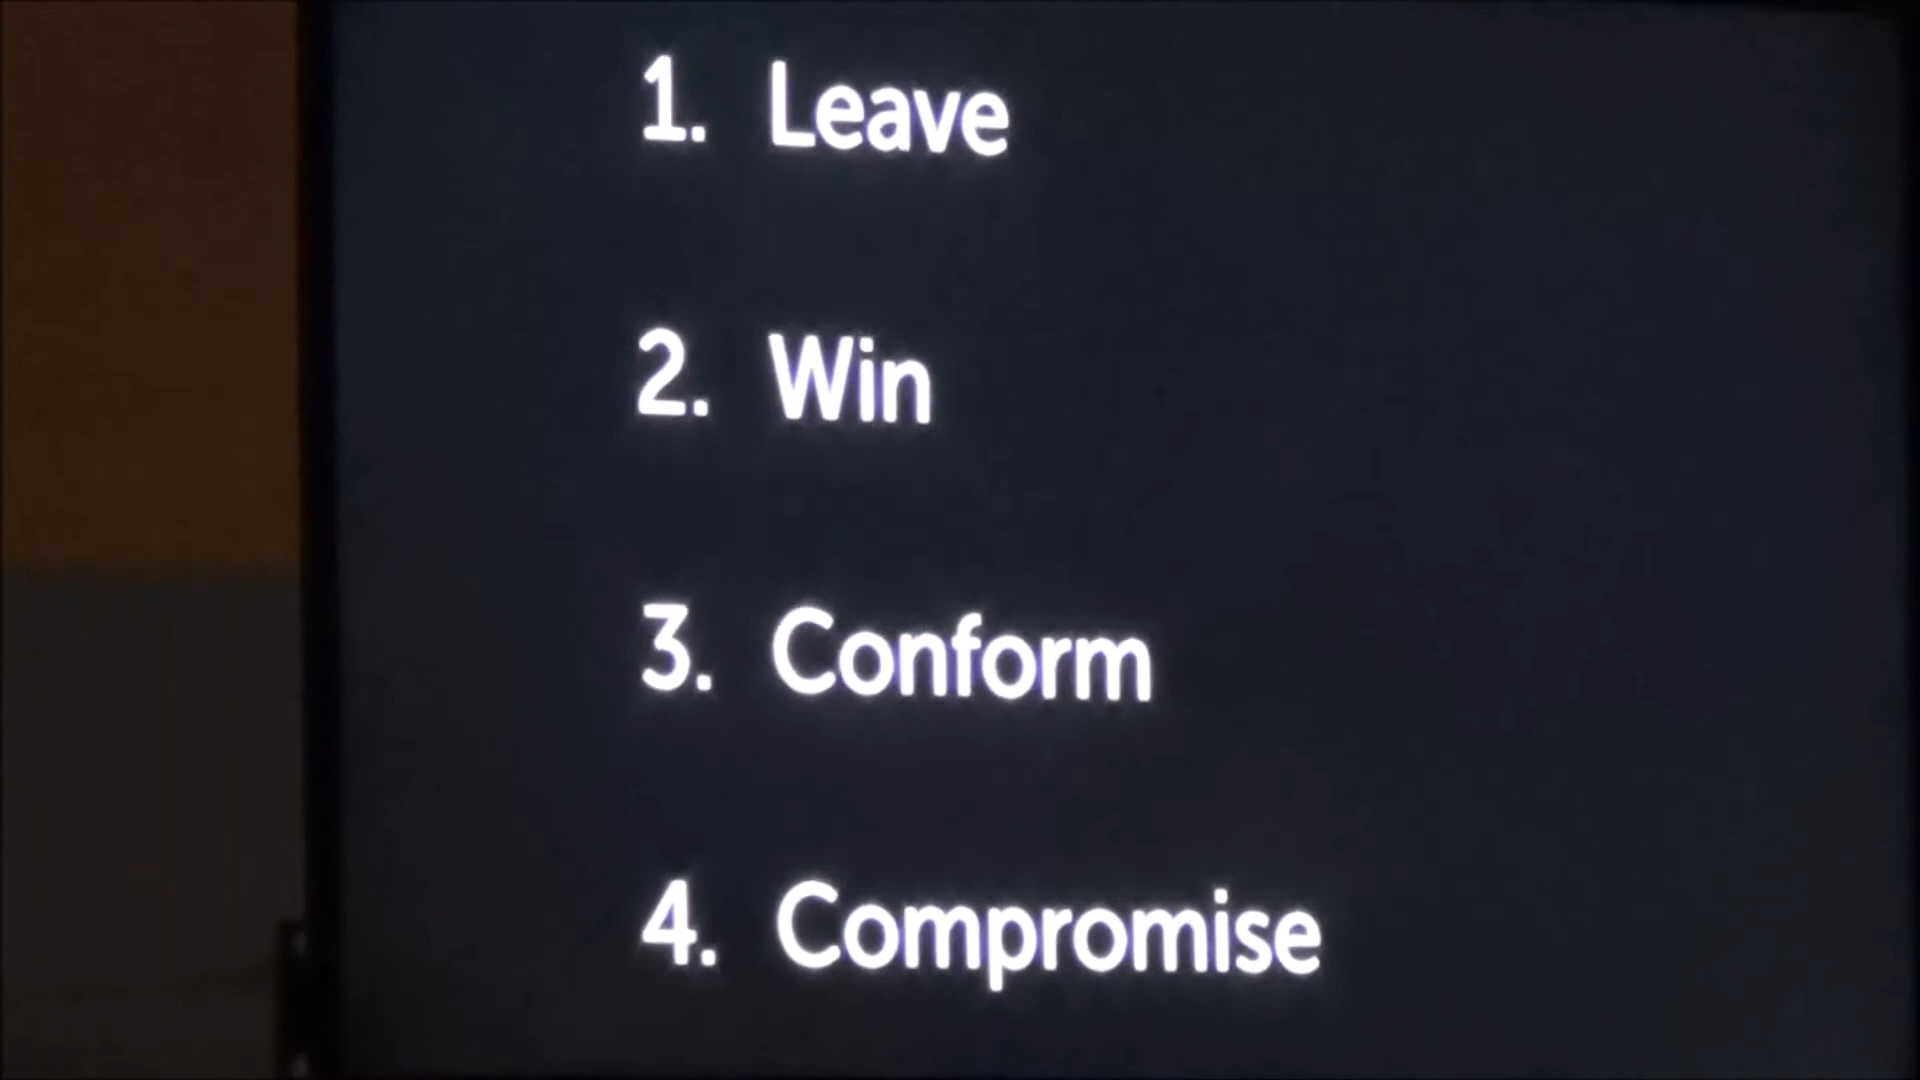 1. Leave
2. Win
3. Conform
4. Compromise